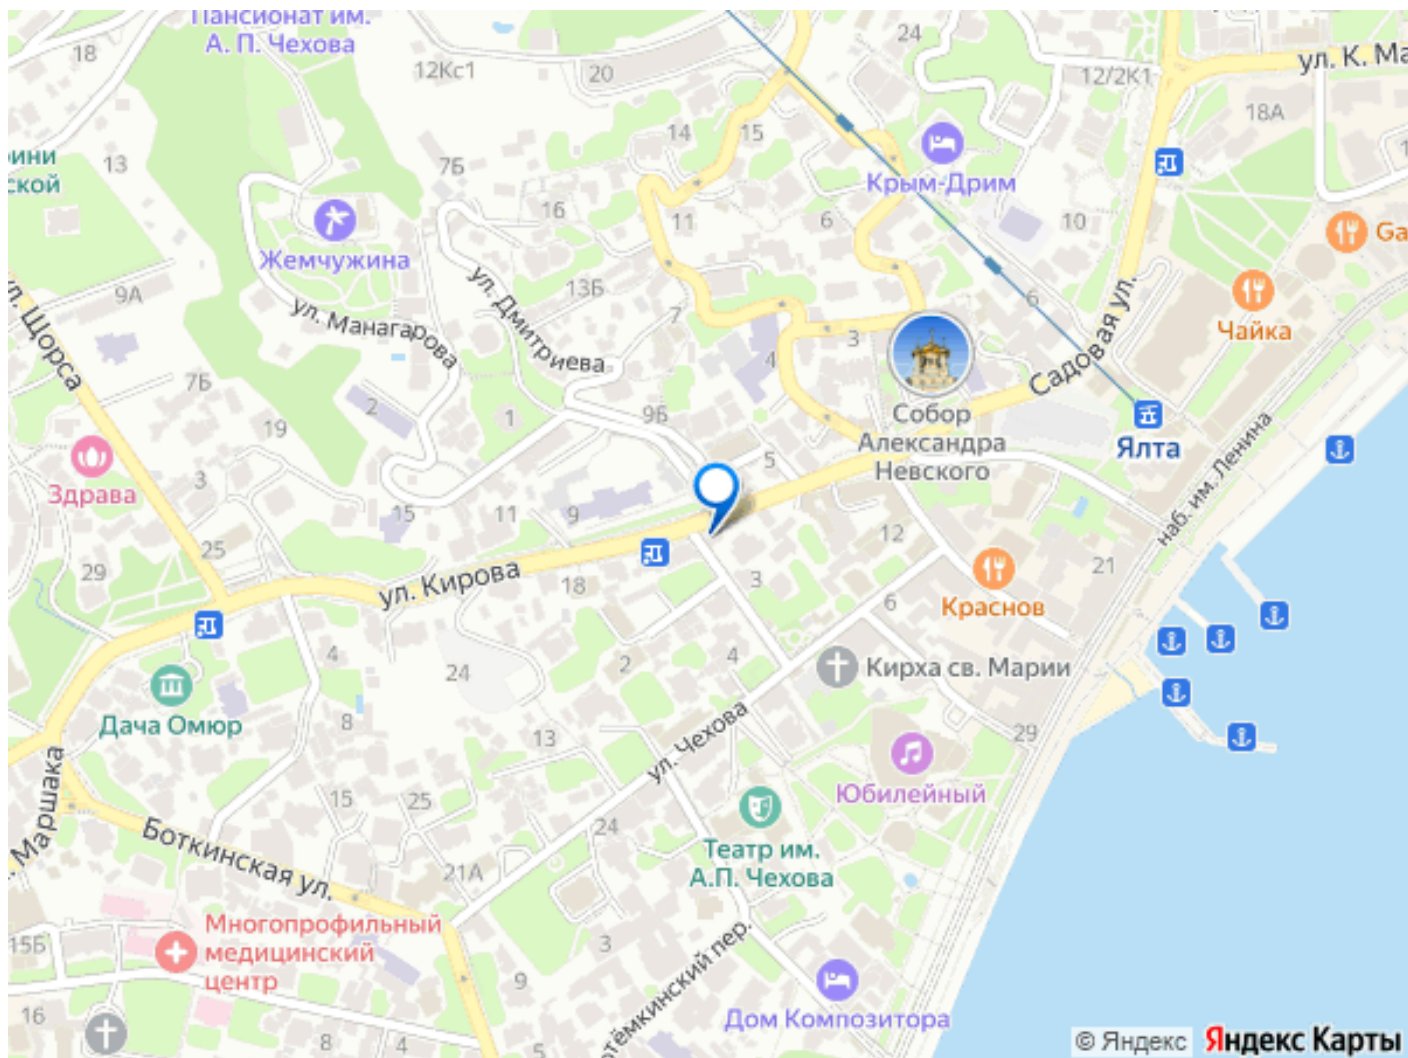 Пансионат им.
А. П. Чехова
18
12Кс1
20
24
12/2К1
ул. К. Ма
18А
13
7Б
14
15
Крым-Дрим
16
11
6
10
Жемчужина
Ga
9А
ул. Дмитриева
13Б
7
6
Чайка
ул. Манагарова
3
4
Садовая ул.
ул. Щорса
7Б
2
1
9Б
Собор
Александра
Невского
Ялта
наб. им. Ленина
19
Здрава
3
5
15
11
9
12
25
29
ул. Кирова
18
3
21
Краснов
6
4
24
2
4
Кирха св. Марии
Дача Омюр
8
13
ул. Чехова
29
Юбилейный
Маршака
15
25
24
Театр им.
А.П. Чехова
Боткинская ул.
21А
Многопрофильный
медицинский
центр
15Б
3
9
тёмкинский пер.
Дом Композитора
16
8
4
5
© Яндекс Яндекс Карты